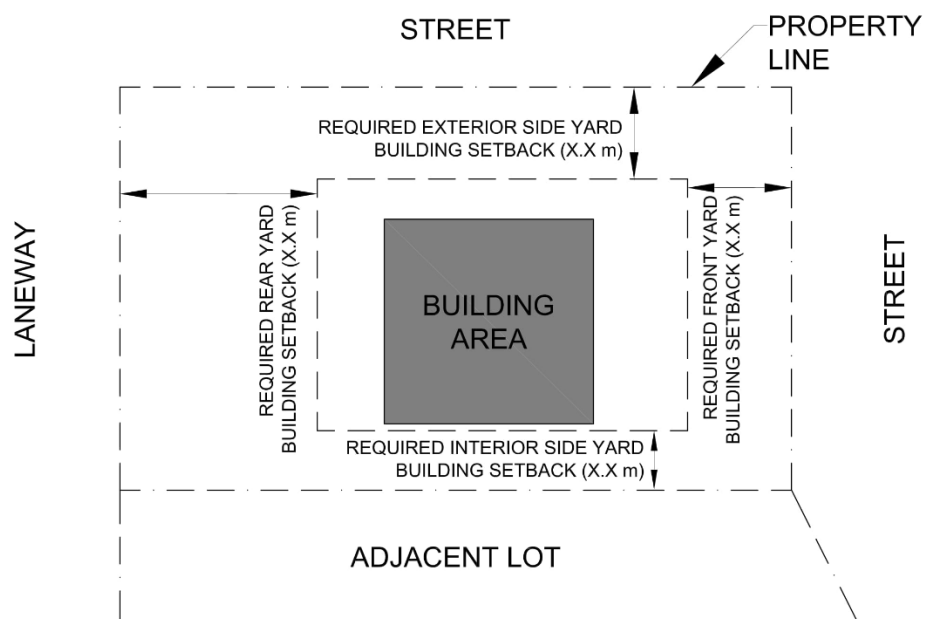 STREET
PROPERTY
LINE
REQUIRED EXTERIOR SIDE YARD
BUILDING SETBACK (X.X m)
LANEWAY
REQUIRED REAR YARD
BUILDING SETBACK (X.X m)
BUILDING
AREA
REQUIRED FRONT YARD
BUILDING SETBACK (X.X m)
STREET
REQUIRED INTERIOR SIDE YARD
BUILDING SETBACK (X.X m)
ADJACENT LOT